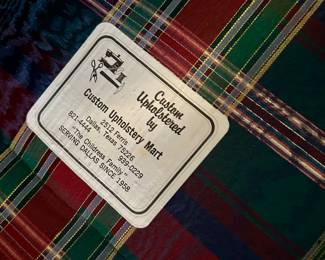 Custom
Upholstered
by
Custom Upholstery Mart
2512 Ferris
Dallas, Texas 75226
821-4444 939-0229
"The Childress Family"
SERVING DALLAS SINCE 1958